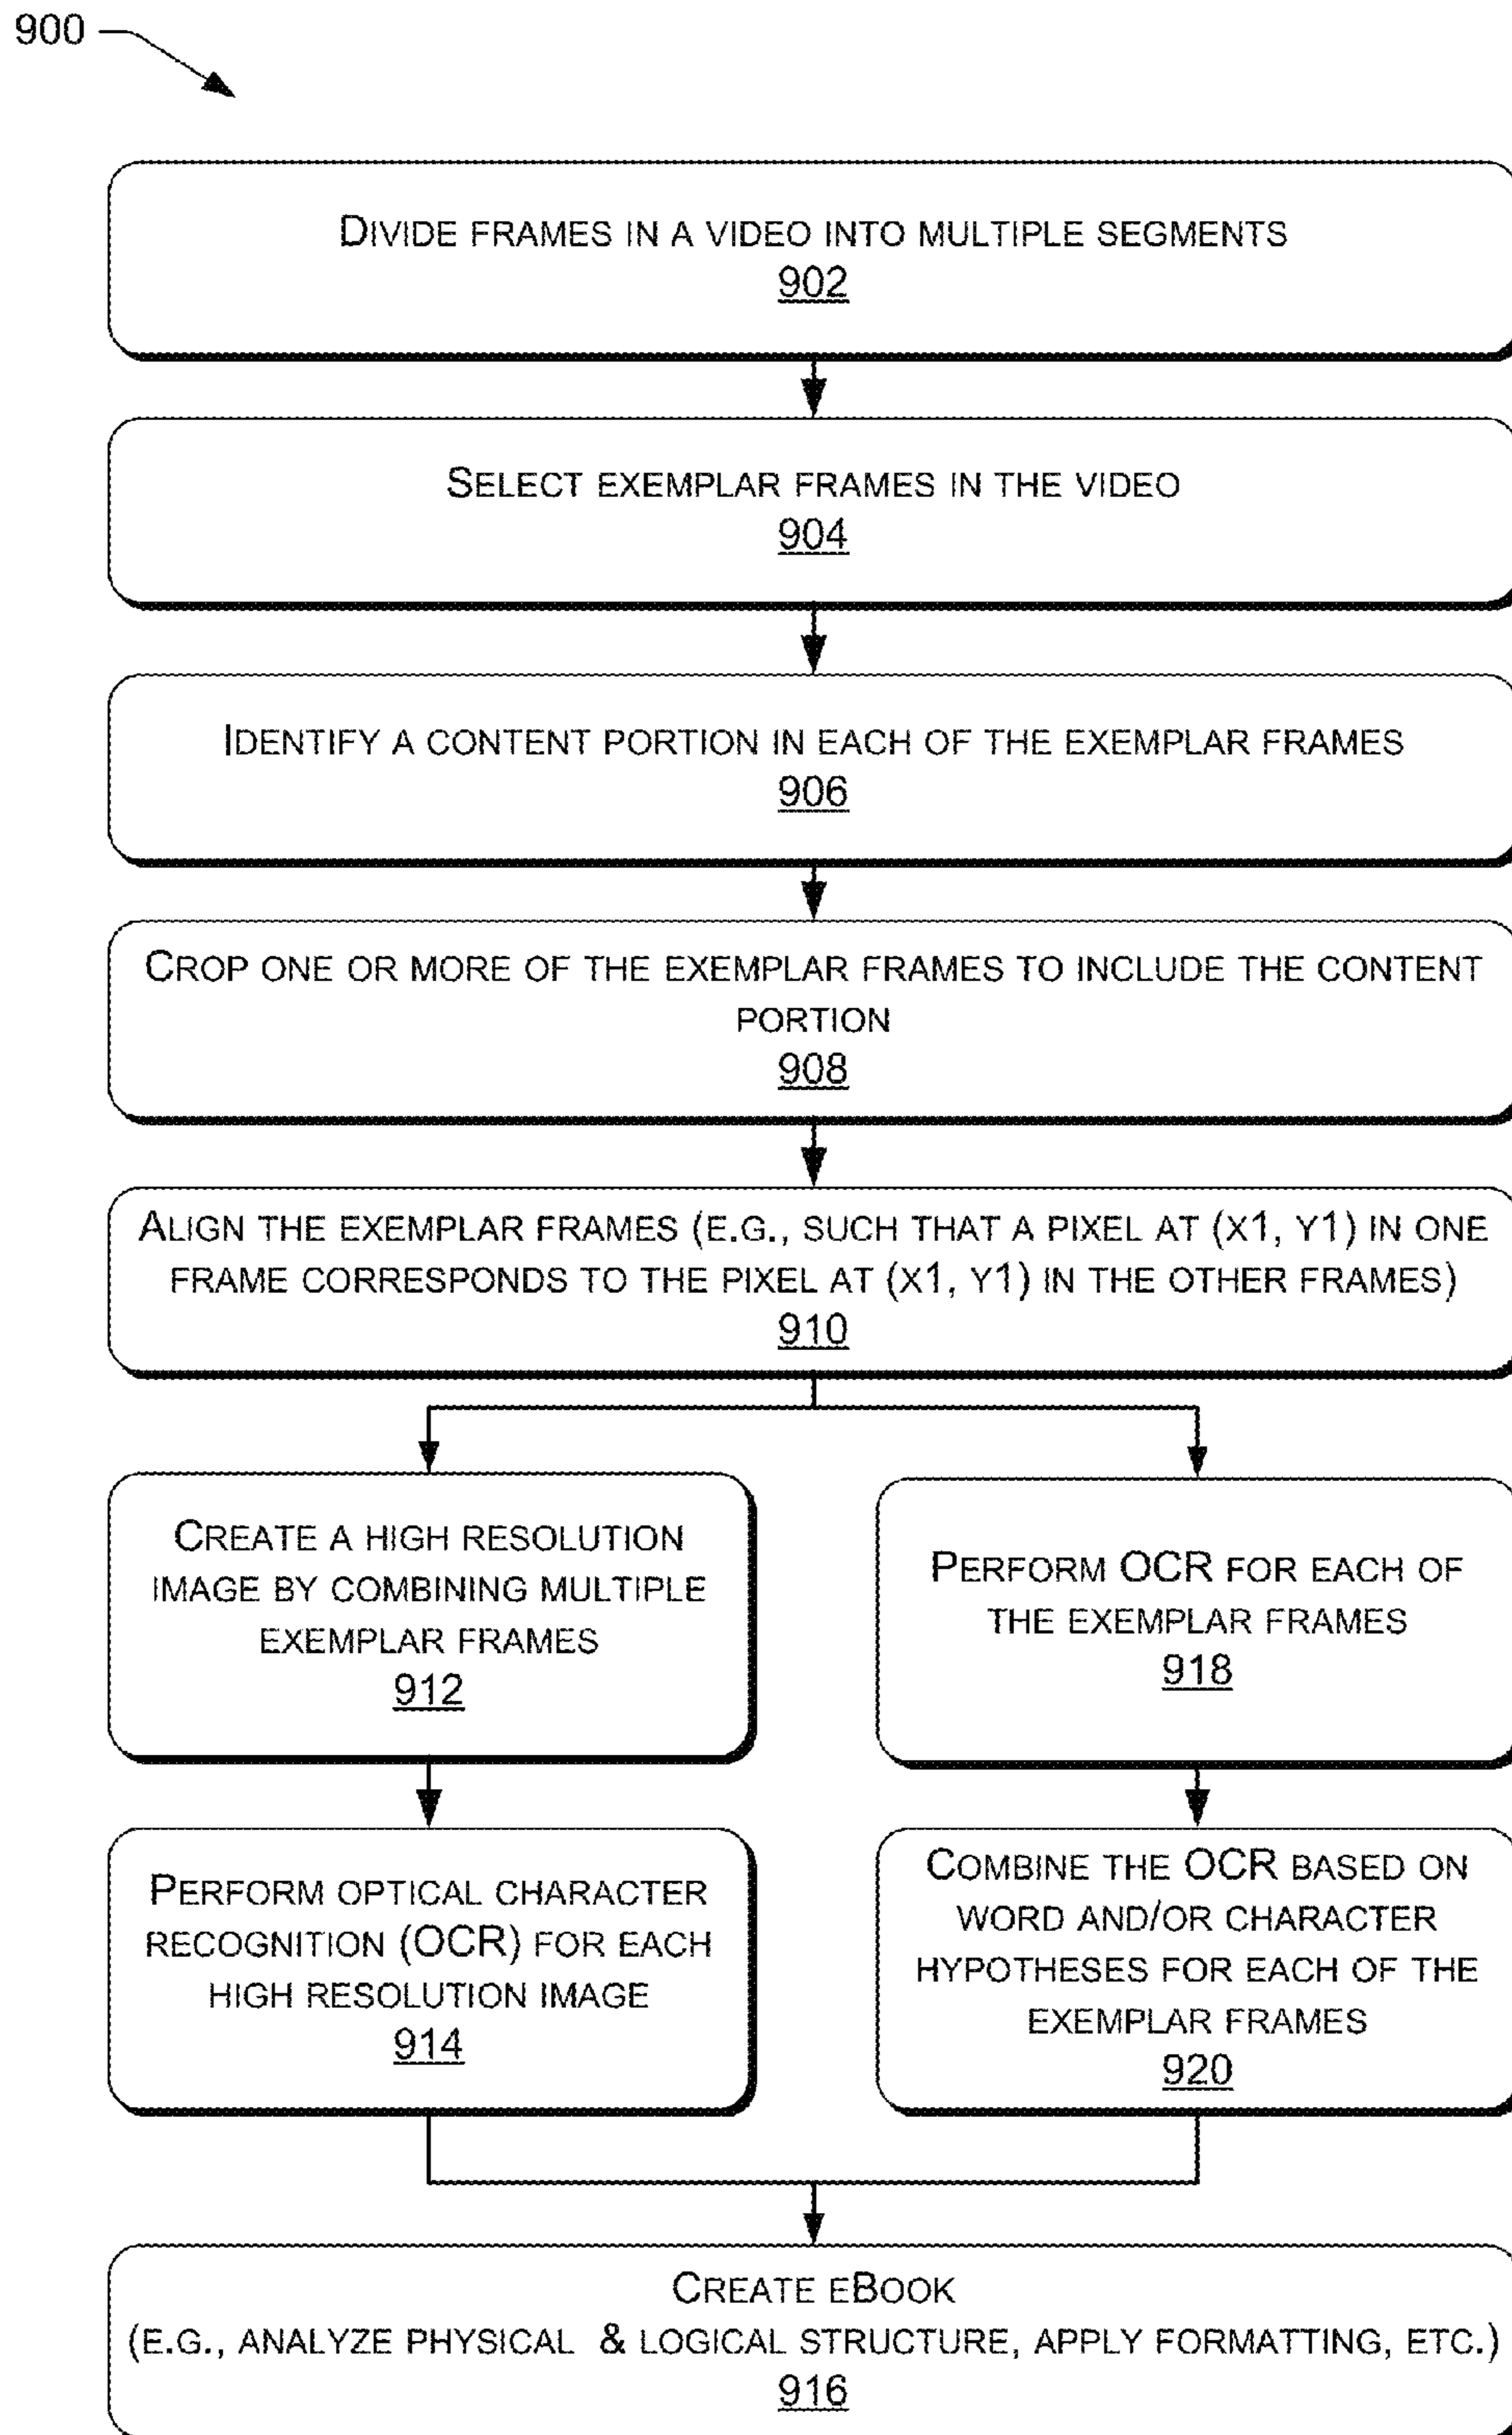 900
DIVIDE FRAMES IN A VIDEO INTO MULTIPLE SEGMENTS
902
SELECT EXEMPLAR FRAMES IN THE VIDEO
904
IDENTIFY A CONTENT PORTION IN EACH OF THE EXEMPLAR FRAMES
906
CROP ONE OR MORE OF THE EXEMPLAR FRAMES TO INCLUDE THE CONTENT
PORTION
908
ALIGN THE EXEMPLAR FRAMES (E.G., SUCH THAT A PIXEL AT (X1, Y1) IN ONE
FRAME CORRESPONDS TO THE PIXEL AT (X1, Y1) IN THE OTHER FRAMES)
910
CREATE A HIGH RESOLUTION
IMAGE BY COMBINING MULTIPLE
EXEMPLAR FRAMES
912
PERFORM OPTICAL CHARACTER
RECOGNITION (OCR) FOR EACH
HIGH RESOLUTION IMAGE
914
PERFORM OCR FOR EACH OF
THE EXEMPLAR FRAMES
918
COMBINE THE OCR BASED ON
WORD AND/OR CHARACTER
HYPOTHESES FOR EACH OF THE
EXEMPLAR FRAMES
920
CREATE EBOOK
(E.G., ANALYZE PHYSICAL & LOGICAL STRUCTURE, APPLY FORMATTING, ETC.)
916